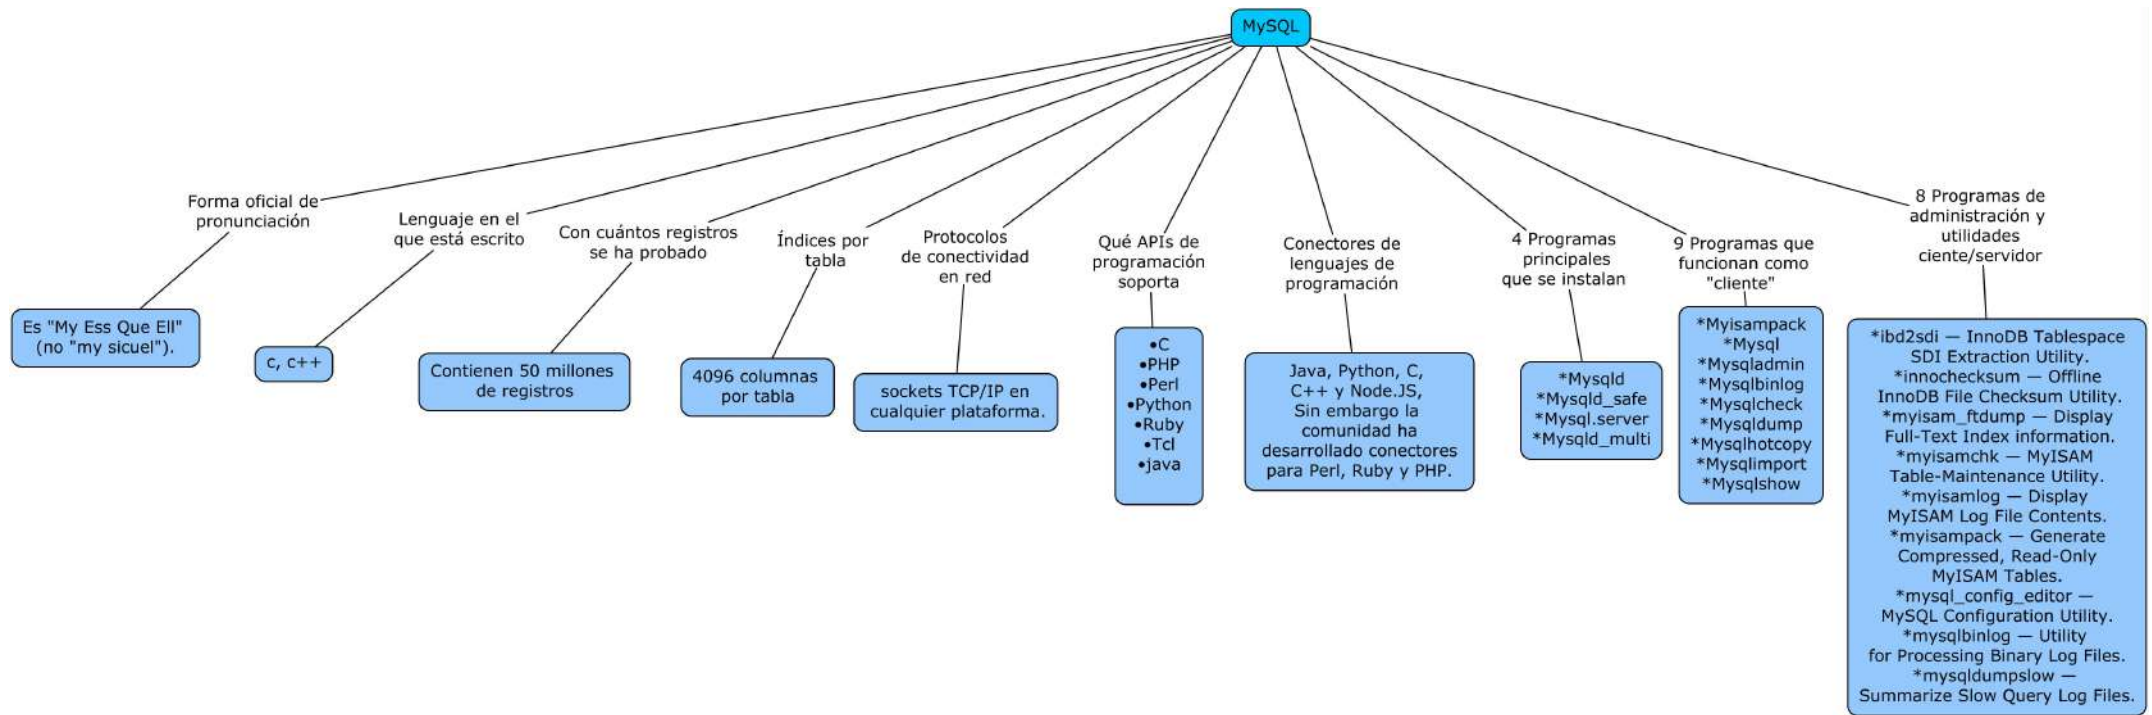 MySQL
Forma oficial de
pronunciación
Es "My Ess Que Ell"
(no "my sicuel").
Lenguaje en el
que está escrito
c, c++
Con cuántos registros
se ha probado
Contienen 50 millones
de registros
Índices por
tabla
4096 columnas
por tabla
Protocolos
de conectividad
en red
sockets TCP/IP en
cualquier plataforma.
Qué APIs de
programación
soporta
•C
•PHP
•Perl
•Python
•Ruby
•Tcl
•java
Conectores de
lenguajes de
programación
Java, Python, C,
C++ y Node.JS,
Sin embargo la
comunidad ha
desarrollado conectores
para Perl, Ruby y PHP.
4 Programas
principales
que se instalan
*Mysqld
*Mysqld_safe
*Mysql.server
*Mysqld_multi
9 Programas que
funcionan como
"cliente"
*Myisampack
*Mysql
*Mysqladmin
*Mysqlbinlog
*Mysqlcheck
*Mysqldump
*Mysqlhotcopy
*Mysqlimport
*Mysqlshow
8 Programas de
administración y
utilidades
ciente/servidor
*ibd2sdi — InnoDB Tablespace
SDI Extraction Utility.
*innochecksum — Offline
InnoDB File Checksum Utility.
*myisam_ftdump — Display
Full-Text Index information.
*myisamchk — MyISAM
Table-Maintenance Utility.
*myisamlog — Display
MyISAM Log File Contents.
*myisampack — Generate
Compressed, Read-Only
MyISAM Tables.
*mysql_config_editor —
MySQL Configuration Utility.
*mysqlbinlog — Utility
for Processing Binary Log Files.
*mysqldumpslow —
Summarize Slow Query Log Files.